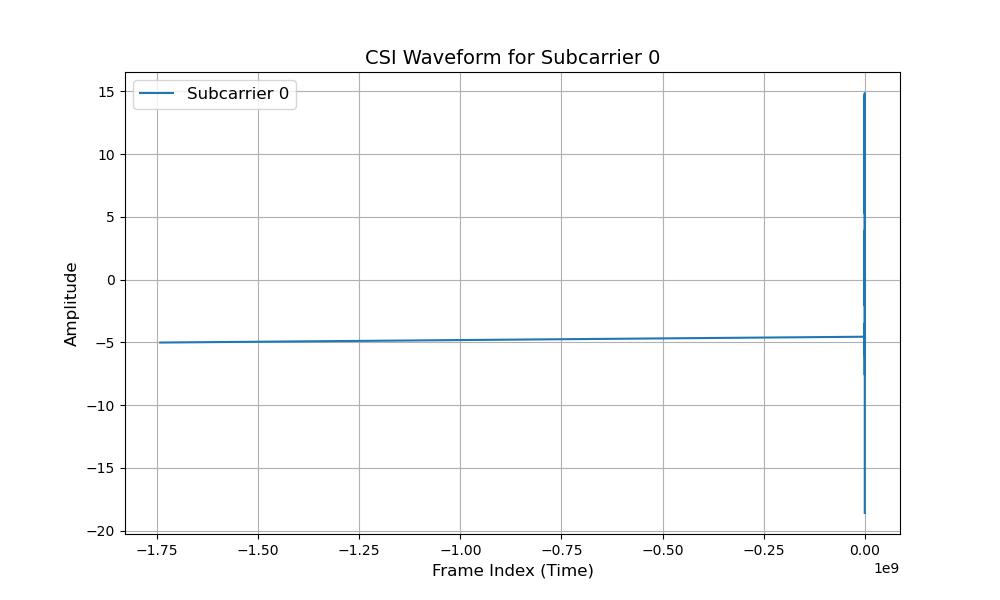 CSI Waveform for Subcarrier 0
Subcarrier 0
Amplitude
15
10
5
0
−5
−10
−15
−20
−1.75 −1.50 −1.25 −1.00 −0.75 −0.50 −0.25 0.00
1e9
Frame Index (Time)